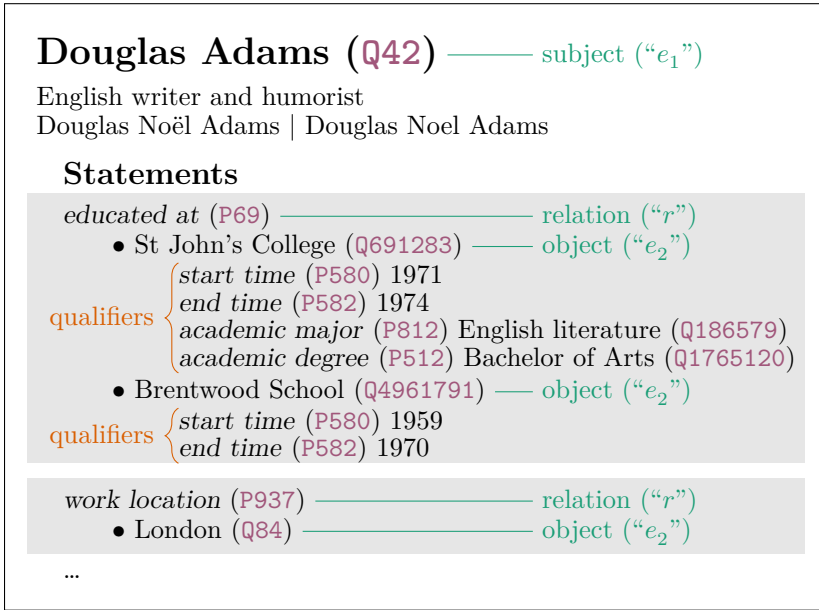 Douglas Adams (Q42) subject (“e1”)
English writer and humorist
Douglas Noël Adams | Douglas Noel Adams
Statements
educated at (P69) relation (“r”)
• St John’s College (Q691283) object (“e2”)
start time (P580) 1971
end time (P582) 1974
qualifiers
academic major (P812) English literature (Q186579)
academic degree (P512) Bachelor of Arts (Q1765120)
• Brentwood School (Q4961791) object (“e2”)
start time (P580) 1959
qualifiers
end time (P582) 1970
work location (P937) relation (“r”)
• London (Q84) object (“e2”)
...